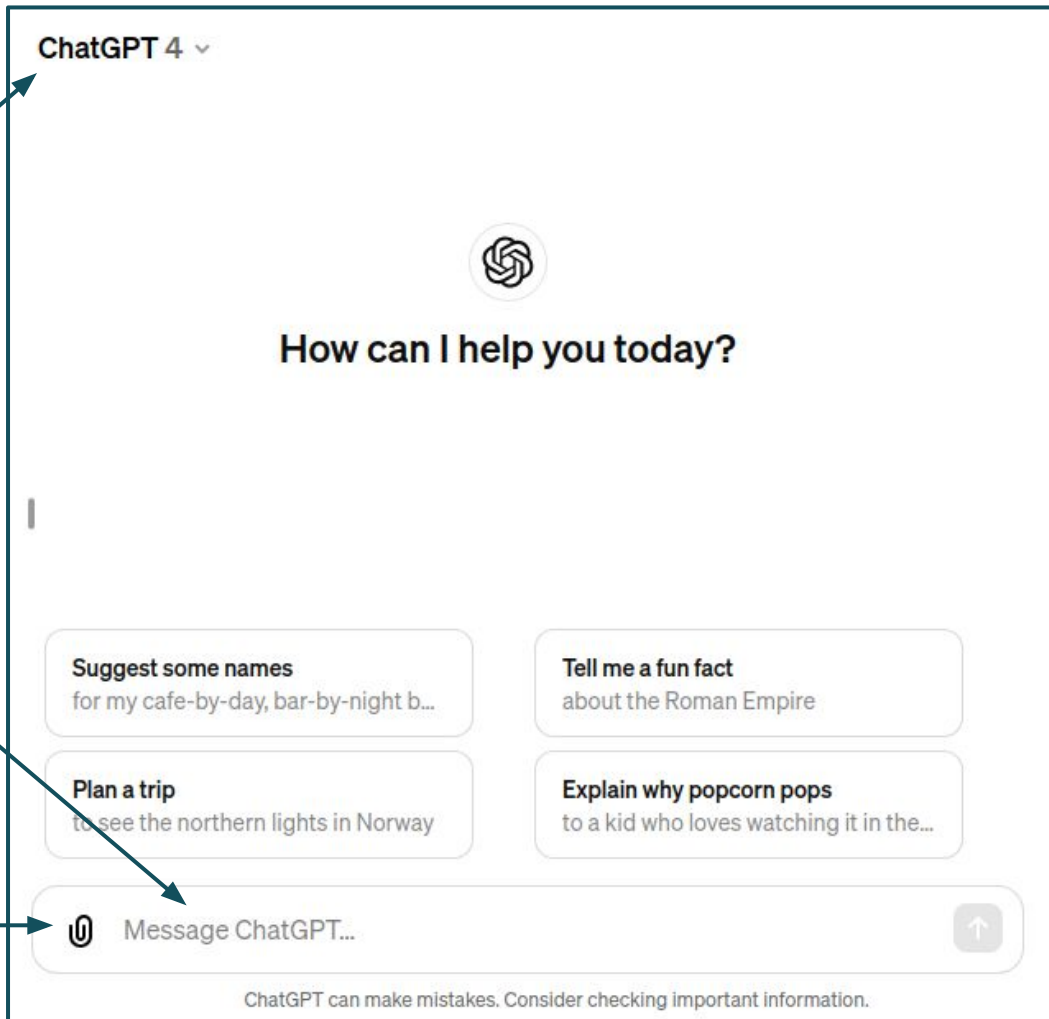 ChatGPT 4
How can I help you today?
Suggest some names
for my cafe-by-day, bar-by-night b...
Tell me a fun fact
about the Roman Empire
Plan a trip
to see the northern lights in Norway
Explain why popcorn pops
to a kid who loves watching it in the...
Message ChatGPT...
ChatGPT can make mistakes. Consider checking important information.